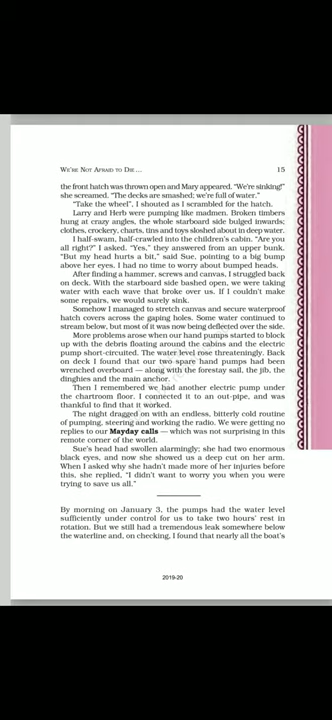 WE'RE NOT AFRAID TO DIE ... 15
the front hatch was thrown open and Mary appeared. "We're sinking!"
she screamed. "The decks are smashed; we're full of water."
"Take the wheel", I shouted as I scrambled for the hatch.
Larry and Herb were pumping like madmen. Broken timbers
hung at crazy angles, the whole starboard side bulged inwards;
clothes, crockery, charts, tins and toys sloshed about in deep water.
I half-swam, half-crawled into the children's cabin. "Are you
all right?" I asked. "Yes," they answered from an upper bunk.
"But my head hurts a bit," said Sue, pointing to a big bump
above her eyes. I had no time to worry about bumped heads.
After finding a hammer, screws and canvas, I struggled back
on deck. With the starboard side bashed open, we were taking
water with each wave that broke over us. If I couldn't make
some repairs, we would surely sink.
Somehow I managed to stretch canvas and secure waterproof
hatch covers across the gaping holes. Some water continued to
stream below, but most of it was now being deflected over the side.
More problems arose when our hand pumps started to block
up with the debris floating around the cabins and the electric
pump short-circuited. The water level rose threateningly. Back
on deck I found that our two spare hand pumps had been
wrenched overboard — along with the forestay sail, the jib, the
dinghies and the main anchor.
Then I remembered we had another electric pump under
the chartroom floor. I connected it to an out-pipe, and was
thankful to find that it worked.
The night dragged on with an endless, bitterly cold routine
of pumping, steering and working the radio. We were getting no
replies to our Mayday calls — which was not surprising in this
remote corner of the world.
Sue's head had swollen alarmingly; she had two enormous
black eyes, and now she showed us a deep cut on her arm.
When I asked why she hadn't made more of her injuries before
this, she replied, "I didn't want to worry you when you were
trying to save us all."
By morning on January 3, the pumps had the water level
sufficiently under control for us to take two hours' rest in
rotation. But we still had a tremendous leak somewhere below
the waterline and, on checking, I found that nearly all the boat's
2019-20